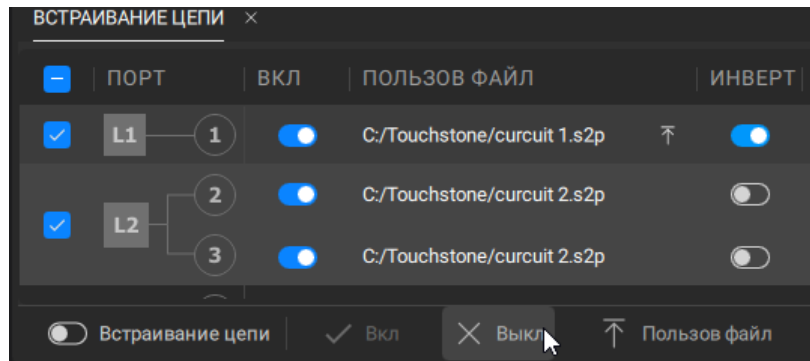 ВСТРАИВАНИЕ ЦЕПИ ×
ПОРТ ВКЛ ПОЛЬЗОВ ФАЙЛ ИНВЕРТ
L1 1 C:/Touchstone/curcuit 1.s2p
2 C:/Touchstone/curcuit 2.s2p
L2
3 C:/Touchstone/curcuit 2.s2p
Встраивание цепи Вкл Выкл Пользов файл